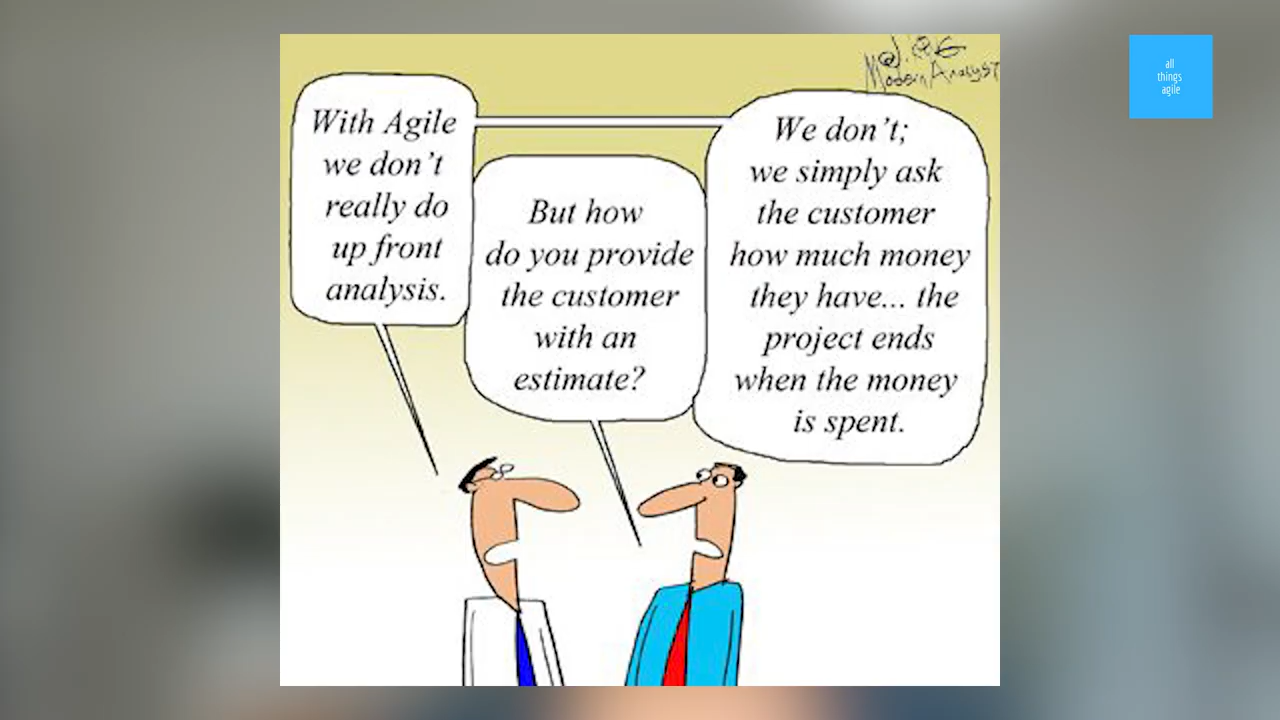 With Agile
we don't
really do
up front
analysis.
But how
do you provide
the customer
with an
estimate?
We don't;
we simply ask
the customer
how much money
they have... the
project ends
when the money
is spent.
Modern Analyst
all
things
agile